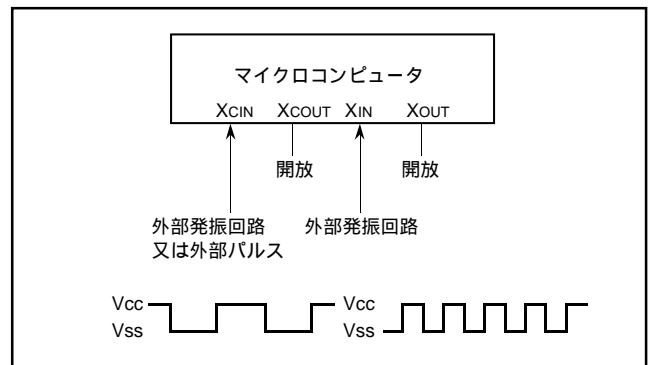 マイクロコンピュータ
XCIN XCOUT XIN XOUT
開放 開放
外部発振回路 外部発振回路
又は外部パルス
Vcc Vcc
Vss Vss